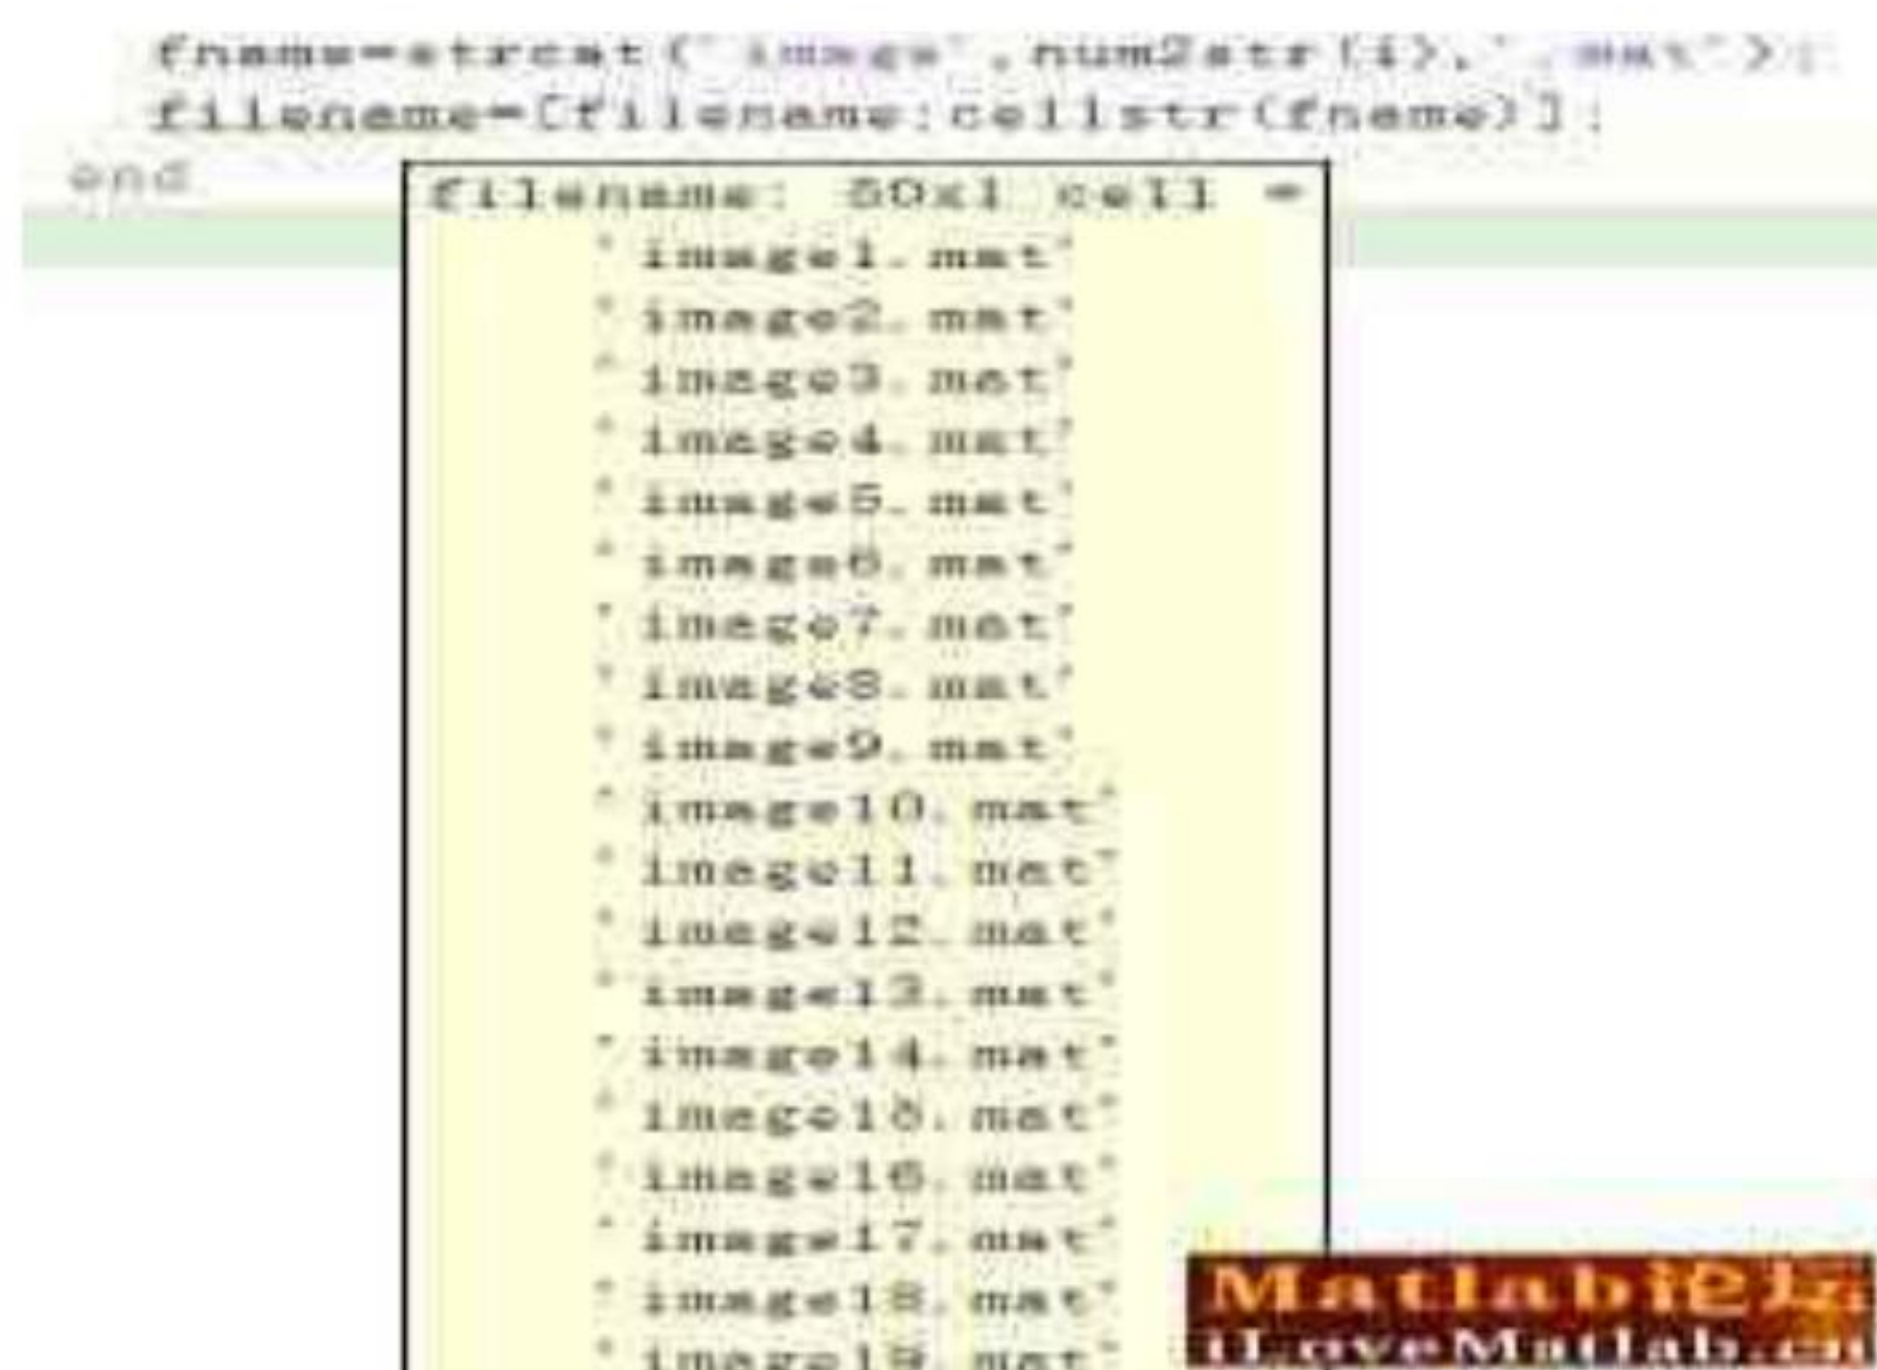 fname=strcat('image',num2str(i),'.mat');
filename=[filename;cellstr(fname)];
end
filename: 50x1 cell =
'image1.mat'
'image2.mat'
'image3.mat'
'image4.mat'
'image5.mat'
'image6.mat'
'image7.mat'
'image8.mat'
'image9.mat'
'image10.mat'
'image11.mat'
'image12.mat'
'image13.mat'
'image14.mat'
'image15.mat'
'image16.mat'
'image17.mat'
'image18.mat'
'image19.mat'
Matlab论坛
iLoveMatlab.cn